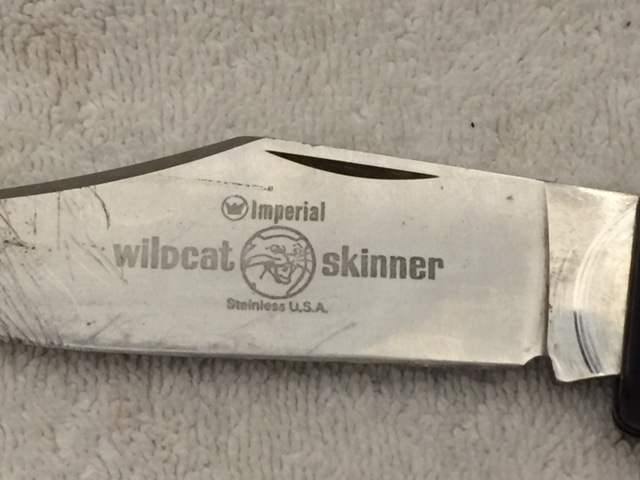 Imperial
wildcat skinner
Stainless U.S.A.